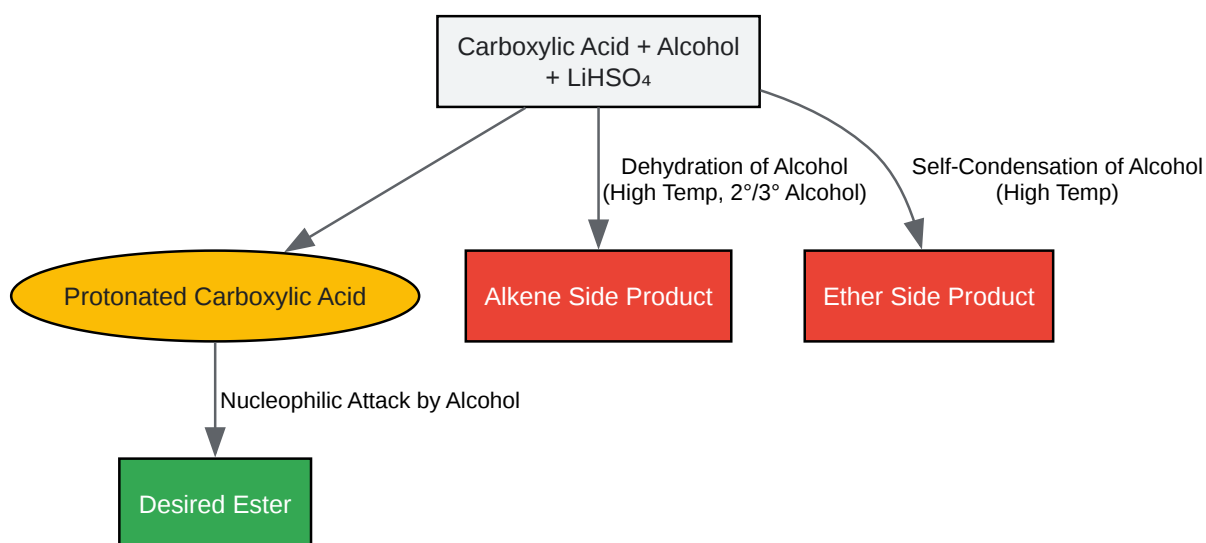 Carboxylic Acid + Alcohol
+ LiHSO₄
Dehydration of Alcohol
(High Temp, 2°/3° Alcohol)
Self-Condensation of Alcohol
(High Temp)
Protonated Carboxylic Acid
Alkene Side Product
Ether Side Product
Nucleophilic Attack by Alcohol
Desired Ester